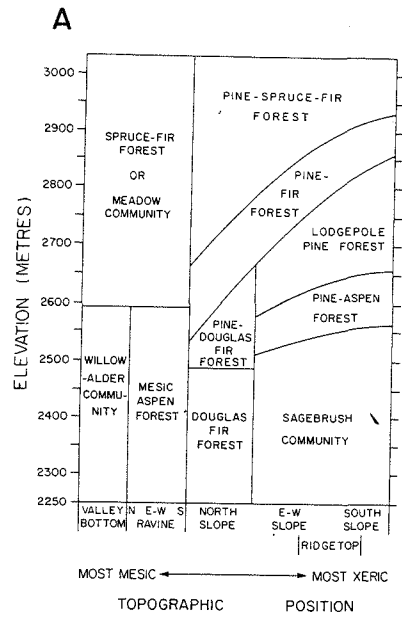 A
3000
2900
2800
2700
2600
2500
2400
2300
2250
ELEVATION (METRES)
PINE-SPRUCE-FIR
FOREST
SPRUCE-FIR
FOREST
OR
MEADOW
COMMUNITY
PINE-
FIR
FOREST
LODGEPOLE
PINE FOREST
PINE-ASPEN
FOREST
PINE-
DOUGLAS
FIR
FOREST
WILLOW
-ALDER
COMMU-
NITY
MESIC
ASPEN
FOREST
DOUGLAS
FIR
FOREST
SAGEBRUSH
COMMUNITY
VALLEY
BOTTOM
N E-W S
RAVINE
NORTH
SLOPE
E-W
SLOPE
SOUTH
SLOPE
RIDGETOP
MOST MESIC
MOST XERIC
TOPOGRAPHIC POSITION